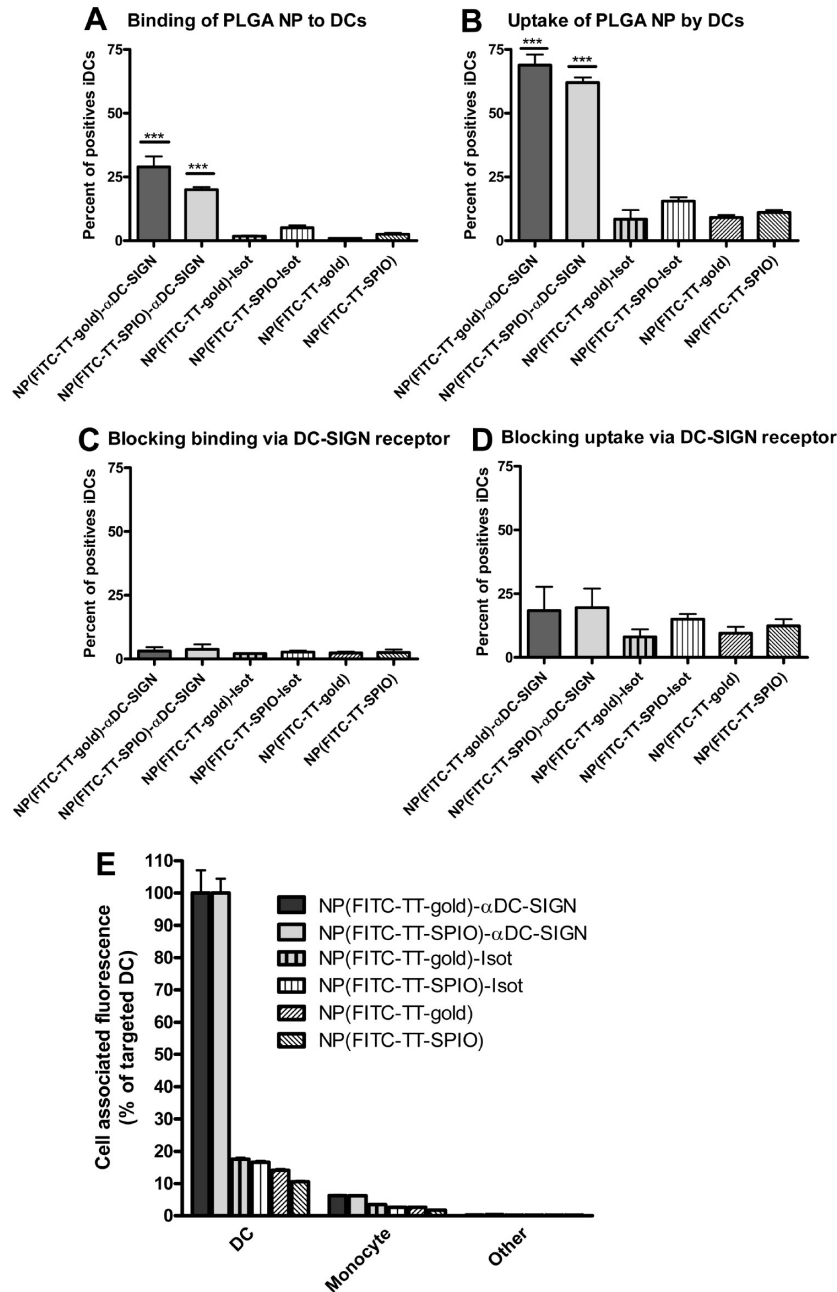 A Binding of PLGA NP to DCs
Percent of positives iDCs
75
50
25
0
***
***
NP(FITC-TT-gold)-αDC-SIGN
NP(FITC-TT-SPIO)-αDC-SIGN
NP(FITC-TT-gold)-Isot
NP(FITC-TT-SPIO-Isot
NP(FITC-TT-gold)
NP(FITC-TT-SPIO)
B Uptake of PLGA NP by DCs
Percent of positives iDCs
75
50
25
0
***
***
NP(FITC-TT-gold)-αDC-SIGN
NP(FITC-TT-SPIO)-αDC-SIGN
NP(FITC-TT-gold)-Isot
NP(FITC-TT-SPIO-Isot
NP(FITC-TT-gold)
NP(FITC-TT-SPIO)
C Blocking binding via DC-SIGN receptor
Percent of positives iDCs
75
50
25
0
NP(FITC-TT-gold)-αDC-SIGN
NP(FITC-TT-SPIO)-αDC-SIGN
NP(FITC-TT-gold)-Isot
NP(FITC-TT-SPIO-Isot
NP(FITC-TT-gold)
NP(FITC-TT-SPIO)
D Blocking uptake via DC-SIGN receptor
Percent of positives iDCs
75
50
25
0
NP(FITC-TT-gold)-αDC-SIGN
NP(FITC-TT-SPIO)-αDC-SIGN
NP(FITC-TT-gold)-Isot
NP(FITC-TT-SPIO-Isot
NP(FITC-TT-gold)
NP(FITC-TT-SPIO)
E
Cell associated fluorescence
(% of targeted DC)
110
100
90
80
70
60
50
40
30
20
10
0
NP(FITC-TT-gold)-αDC-SIGN
NP(FITC-TT-SPIO)-αDC-SIGN
NP(FITC-TT-gold)-Isot
NP(FITC-TT-SPIO)-Isot
NP(FITC-TT-gold)
NP(FITC-TT-SPIO)
DC
Monocyte
Other